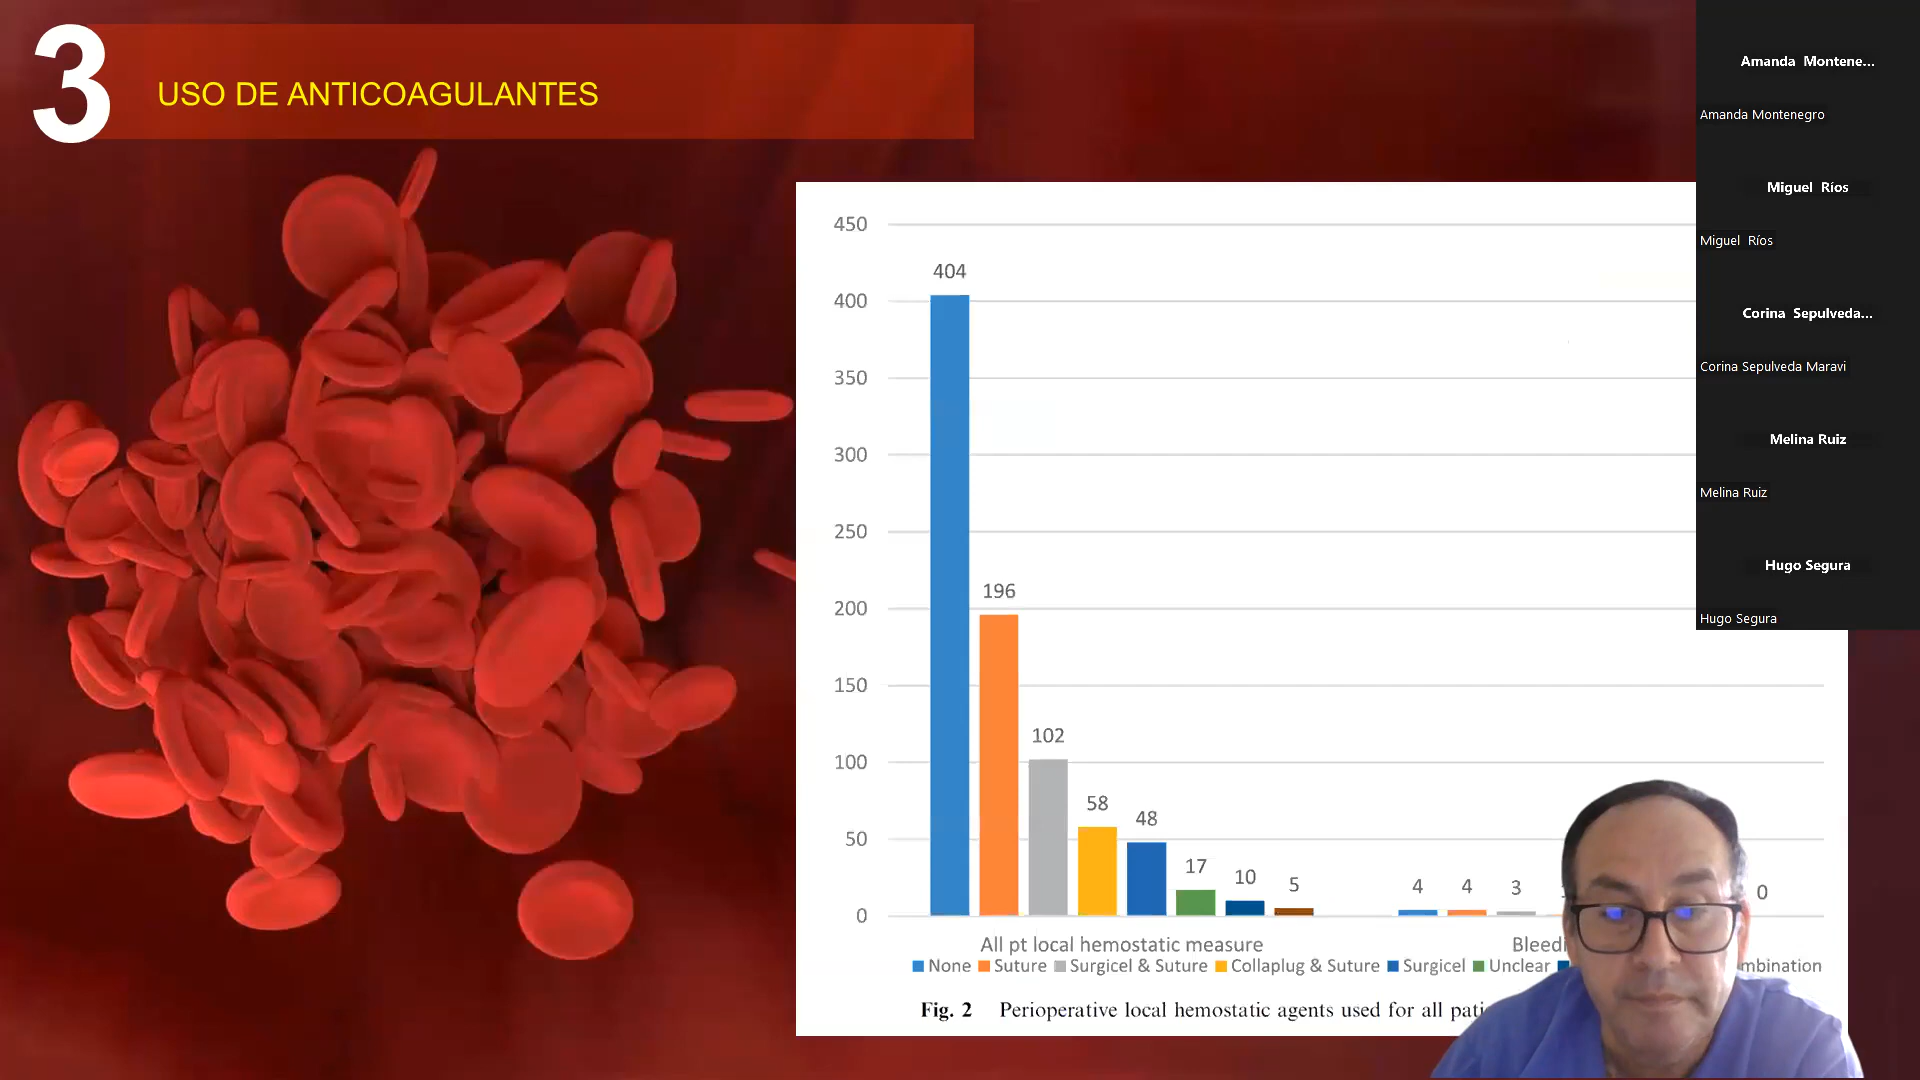 3
USO DE ANTICOAGULANTES
450
400
350
300
250
200
150
100
50
0
404
196
102
58
48
17
10
5
4
4
3
0
All pt local hemostatic measure
None Suture Surgicel & Suture Collaplug & Suture Surgicel Unclear
Fig. 2 Perioperative local hemostatic agents used for all
Amanda Montene...
Amanda Montenegro
Miguel Ríos
Miguel Ríos
Corina Sepulveda...
Corina Sepulveda Maravi
Melina Ruiz
Melina Ruiz
Hugo Segura
Hugo Segura